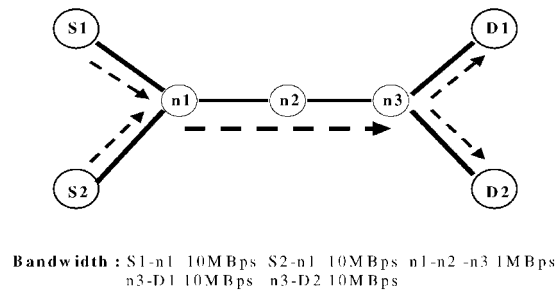 S1
D1
n1
n2
n3
S2
D2
Bandwidth : S1-n1 10MBps S2-n1 10MBps n1-n2 -n3 1MBps
n3-D1 10MBps n3-D2 10MBps